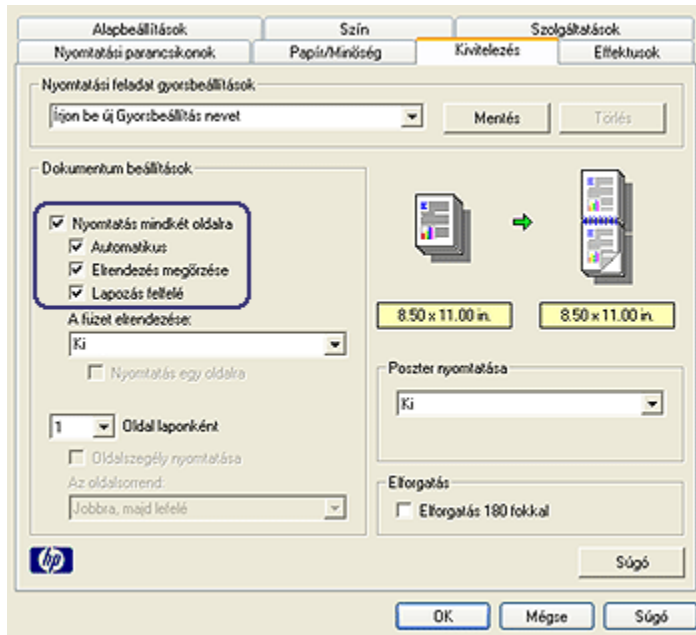 Alapbeállítások Szín Szolgáltatások
Nyomtatási parancsikonok Papír/Minőség Kivitelezés Effektusok
Nyomtatási feladat gyorsbeállítások
Írjon be új Gyorsbeállítás nevet Mentés Törlés
Dokumentum beállítások
Nyomtatás mindkét oldalra
Automatikus
Elrendezés megőrzése
Lapozás felfelé
A füzet elrendezése:
Ki
Nyomtatás egy oldalra
1 Oldal laponként
Oldalszegély nyomtatása
Az oldalsorrend:
Jobbra, majd lefelé
8.50 x 11.00 in. 8.50 x 11.00 in.
Poszter nyomtatása
Ki
Elforgatás
Elforgatás 180 fokkal
hp Súgó
OK Mégse Súgó